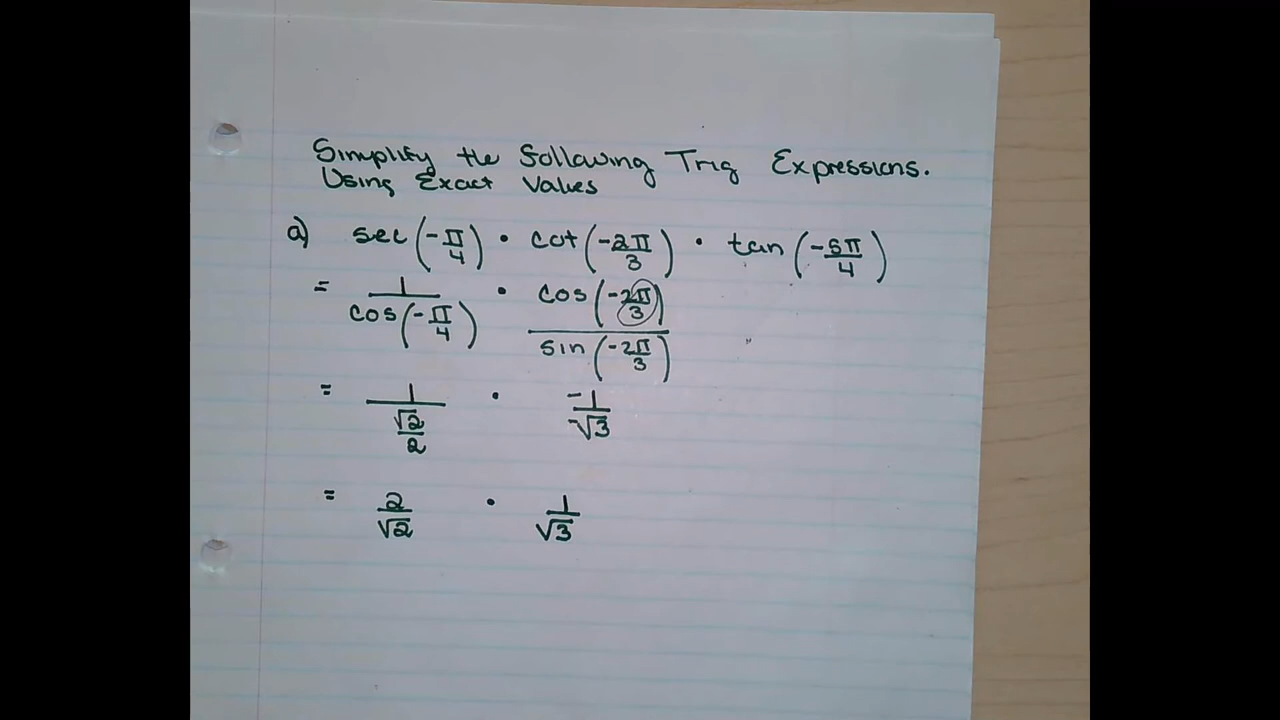 Simplify the Following Trig Expressions.
Using Exact Values
a) sec(-π/4) · cot(-2π/3) · tan(-5π/4)
= 1/cos(-π/4) · cos(-2π/3)/sin(-2π/3)
= 1/(√2/2) · -1/-√3
= 2/√2 · 1/√3